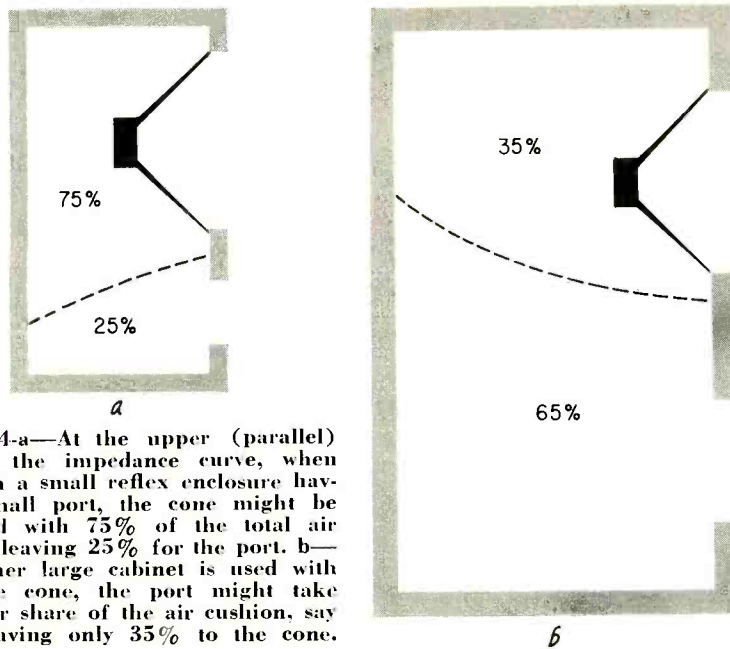 75%
25%
a
35%
65%
b
4-a—At the upper (parallel)
the impedance curve, when
a small reflex enclosure hav-
nall port, the cone might be
d with 75% of the total air
leaving 25% for the port. b—
ner large cabinet is used with
e cone, the port might take
r share of the air cushion, say
aving only 35% to the cone.